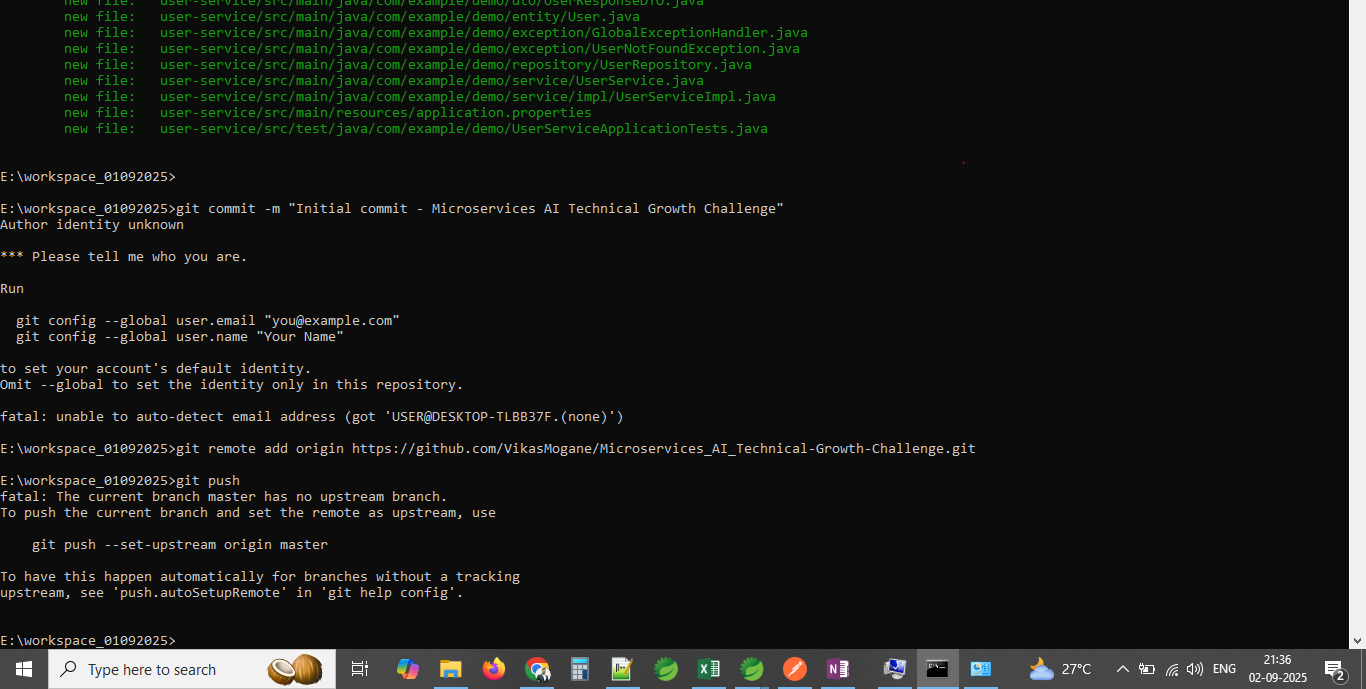 new file:   user-service/src/main/java/com/example/demo/dto/UserResponseDTO.java
new file:   user-service/src/main/java/com/example/demo/entity/User.java
new file:   user-service/src/main/java/com/example/demo/exception/GlobalExceptionHandler.java
new file:   user-service/src/main/java/com/example/demo/exception/UserNotFoundException.java
new file:   user-service/src/main/java/com/example/demo/repository/UserRepository.java
new file:   user-service/src/main/java/com/example/demo/service/UserService.java
new file:   user-service/src/main/java/com/example/demo/service/impl/UserServiceImpl.java
new file:   user-service/src/main/resources/application.properties
new file:   user-service/src/test/java/com/example/demo/UserServiceApplicationTests.java
E:\workspace_01092025>
E:\workspace_01092025>git commit -m "Initial commit - Microservices AI Technical Growth Challenge"
Author identity unknown
*** Please tell me who you are.
Run
git config --global user.email "you@example.com"
git config --global user.name "Your Name"
to set your account's default identity.
Omit --global to set the identity only in this repository.
fatal: unable to auto-detect email address (got 'USER@DESKTOP-TLBB37F.(none)')
E:\workspace_01092025>git remote add origin https://github.com/VikasMogane/Microservices_AI_Technical-Growth-Challenge.git
E:\workspace_01092025>git push
fatal: The current branch master has no upstream branch.
To push the current branch and set the remote as upstream, use
git push --set-upstream origin master
To have this happen automatically for branches without a tracking
upstream, see 'push.autoSetupRemote' in 'git help config'.
E:\workspace_01092025>
Type here to search
27°C
ENG
21:36
02-09-2025
2